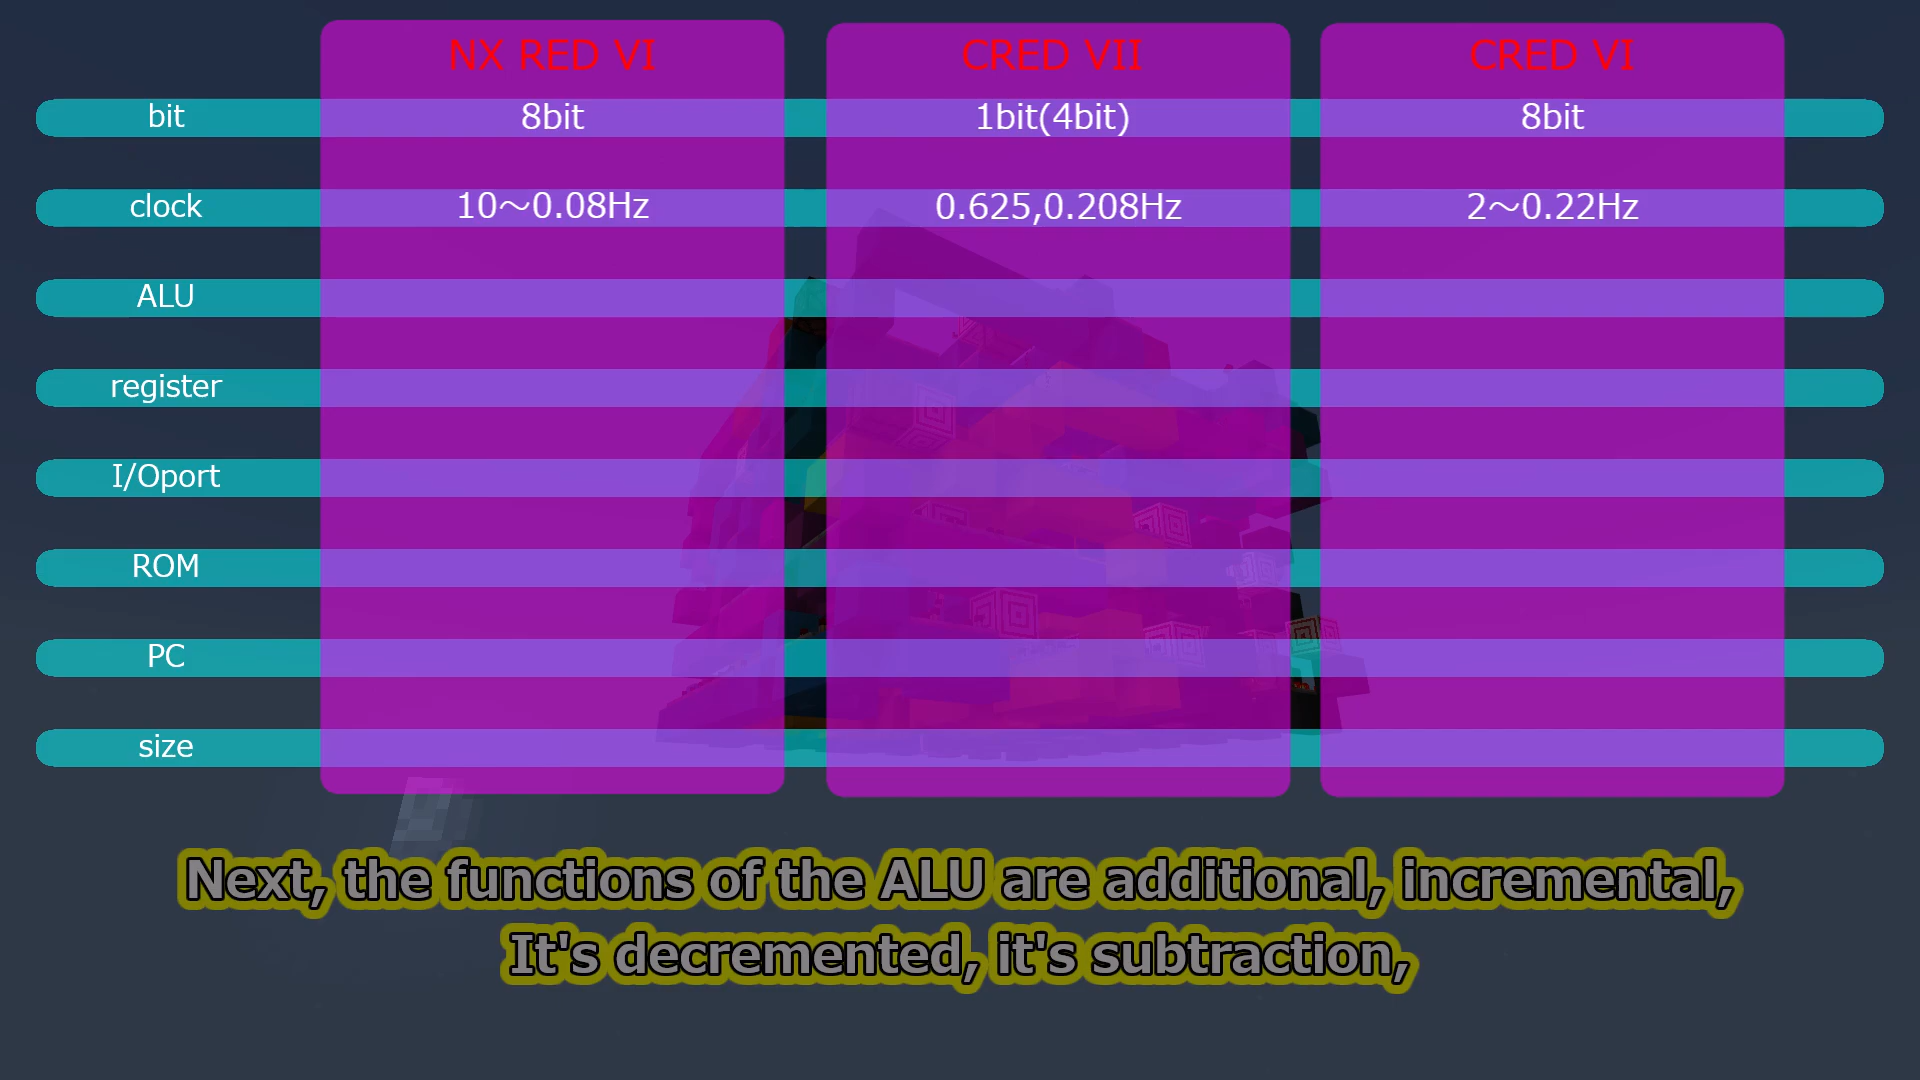 NX RED VI CRED VII CRED VI
bit 8bit 1bit(4bit) 8bit
clock 10～0.08Hz 0.625,0.208Hz 2～0.22Hz
ALU
register
I/Oport
ROM
PC
size
Next, the functions of the ALU are additional, incremental,
It's decremented, it's subtraction,